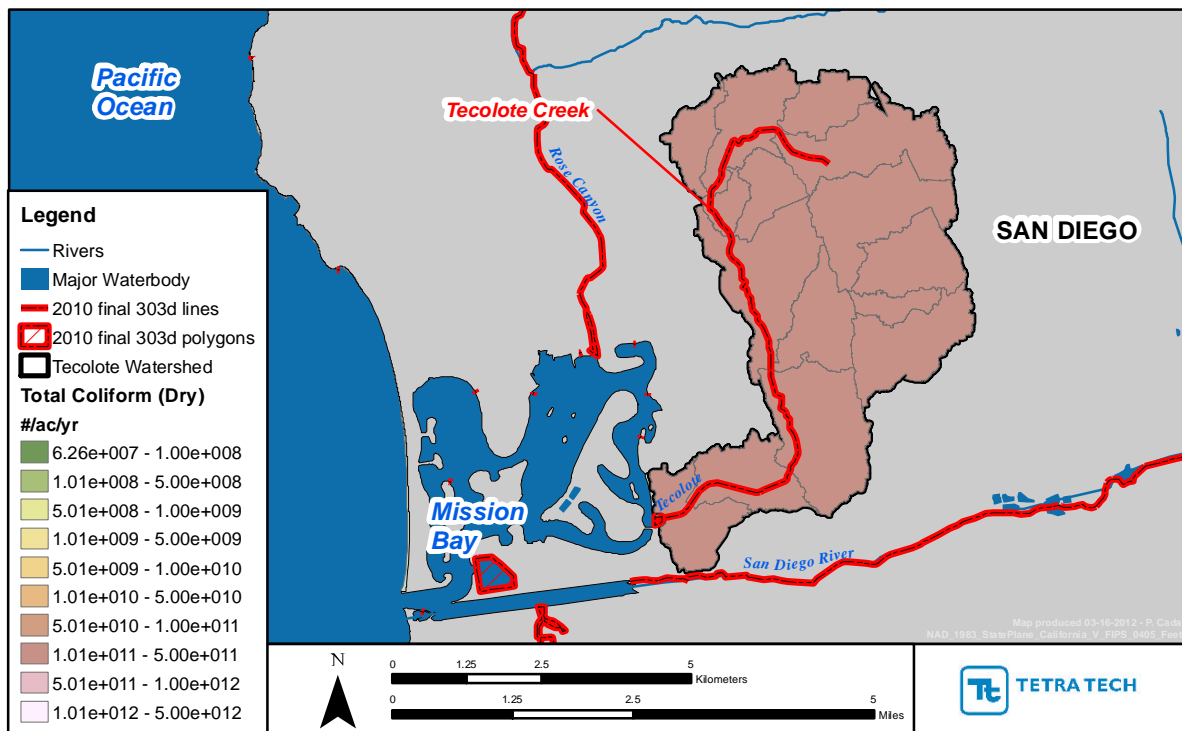 Pacific
Ocean
Tecolote Creek
Rose Canyon
SAN DIEGO
Legend
Rivers
Major Waterbody
2010 final 303d lines
2010 final 303d polygons
Tecolote Watershed
Total Coliform (Dry)
#/ac/yr
6.26e+007 - 1.00e+008
1.01e+008 - 5.00e+008
5.01e+008 - 1.00e+009
1.01e+009 - 5.00e+009
5.01e+009 - 1.00e+010
1.01e+010 - 5.00e+010
5.01e+010 - 1.00e+011
1.01e+011 - 5.00e+011
5.01e+011 - 1.00e+012
1.01e+012 - 5.00e+012
Tecolote
Mission
Bay
San Diego River
Map produced 03-16-2012 - P. Cada
NAD_1983_StatePlane_California_V_FIPS_0405_Feet
N
0 1.25 2.5 5
Kilometers
0 1.25 2.5 5
Miles
Tt
TETRA TECH